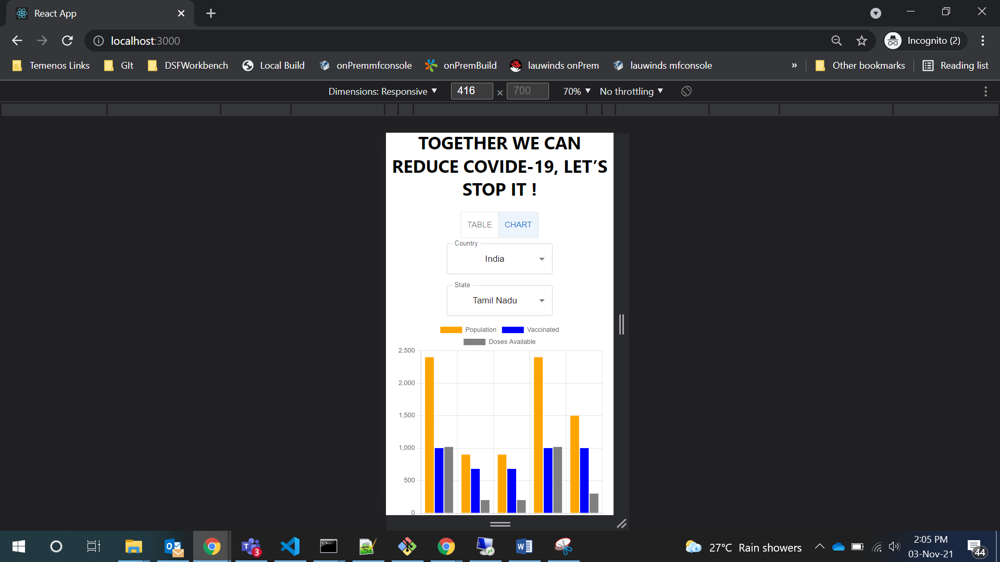 React App
localhost:3000
Incognito (2)
Temenos Links
GIt
DSFWorkbench
Local Build
onPremmfconsole
onPremBuild
lauwinds onPrem
lauwinds mfconsole
»
Other bookmarks
Reading list
Dimensions: Responsive
416 × 700
70%
No throttling
TOGETHER WE CAN
REDUCE COVIDE-19, LET’S
STOP IT !
TABLE
CHART
Country
India
State
Tamil Nadu
Population
Vaccinated
Doses Available
2,500
2,000
1,500
1,000
500
0
3
27°C Rain showers
2:05 PM
03-Nov-21
44